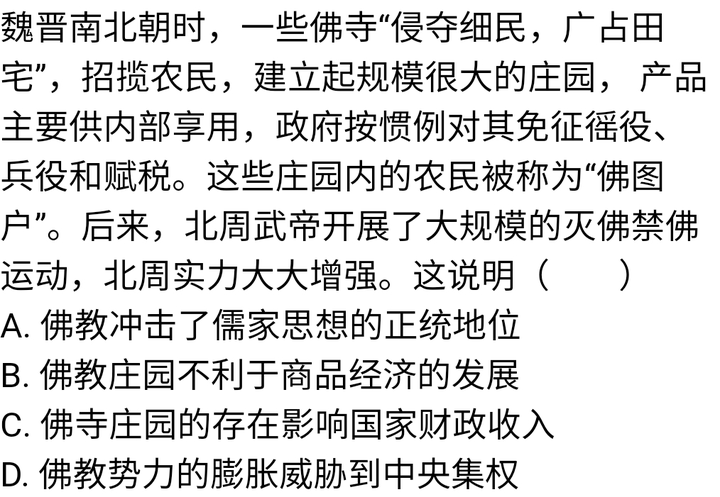 魏晋南北朝时，一些佛寺“侵夺细民，广占田
宅”，招揽农民，建立起规模很大的庄园， 产品
主要供内部享用，政府按惯例对其免征徭役、
兵役和赋税。这些庄园内的农民被称为“佛图
户”。后来，北周武帝开展了大规模的灭佛禁佛
运动，北周实力大大增强。这说明（　　）
A. 佛教冲击了儒家思想的正统地位
B. 佛教庄园不利于商品经济的发展
C. 佛寺庄园的存在影响国家财政收入
D. 佛教势力的膨胀威胁到中央集权